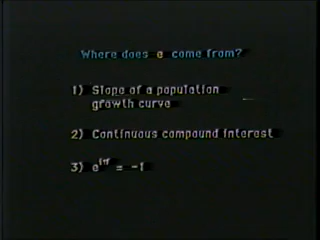 Where does e come from?
1) Slope of a population
growth curve
2) Continuous compound interest
3) e^iπ = -1